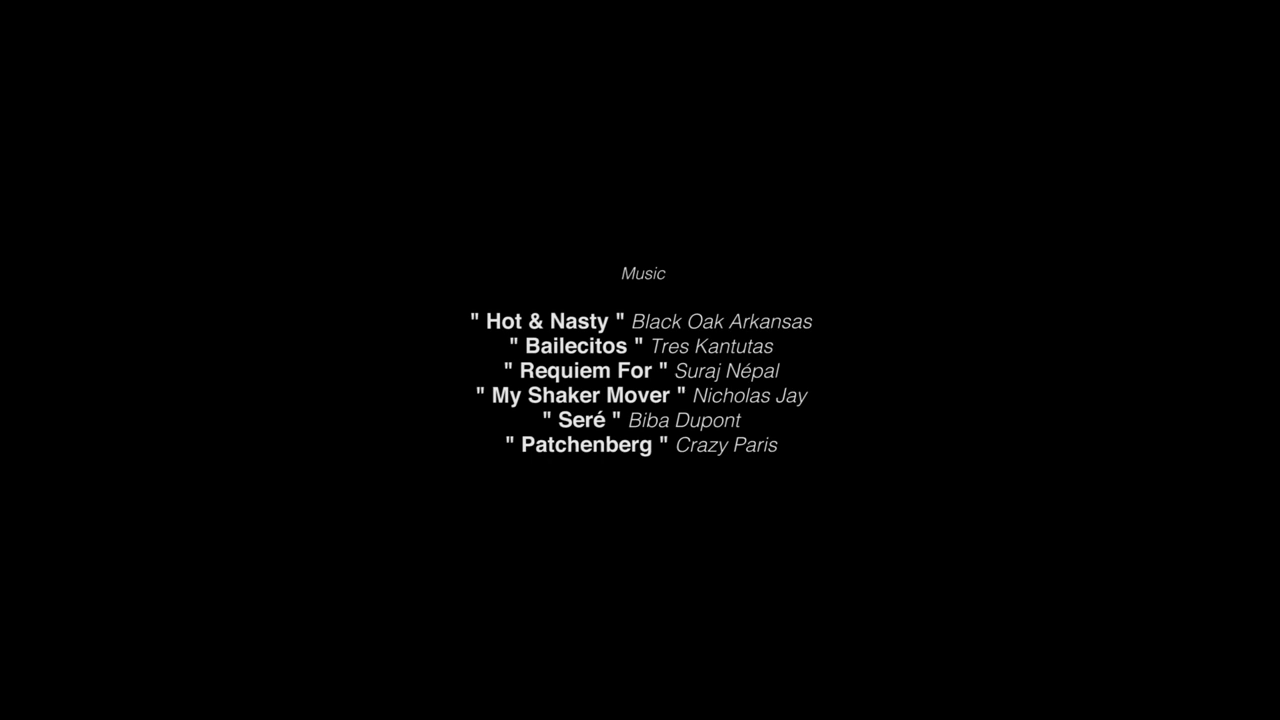 Music
" Hot & Nasty " Black Oak Arkansas
" Bailecitos " Tres Kantutas
" Requiem For " Suraj Népal
" My Shaker Mover " Nicholas Jay
" Seré " Biba Dupont
" Patchenberg " Crazy Paris